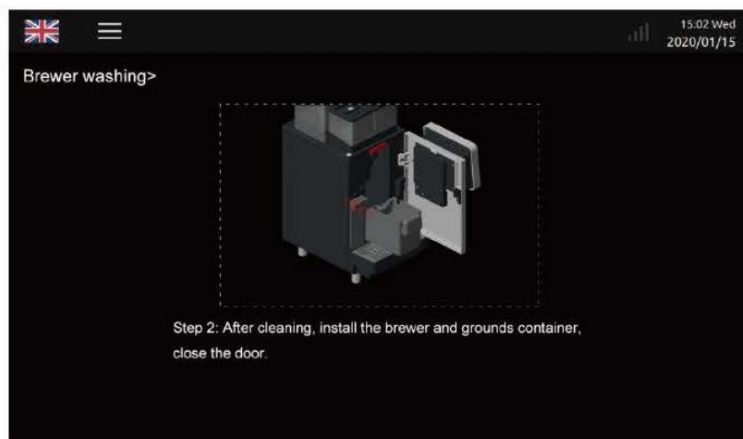 15:02 Wed
2020/01/15
Brewer washing>
Step 2: After cleaning, install the brewer and grounds container,
close the door.